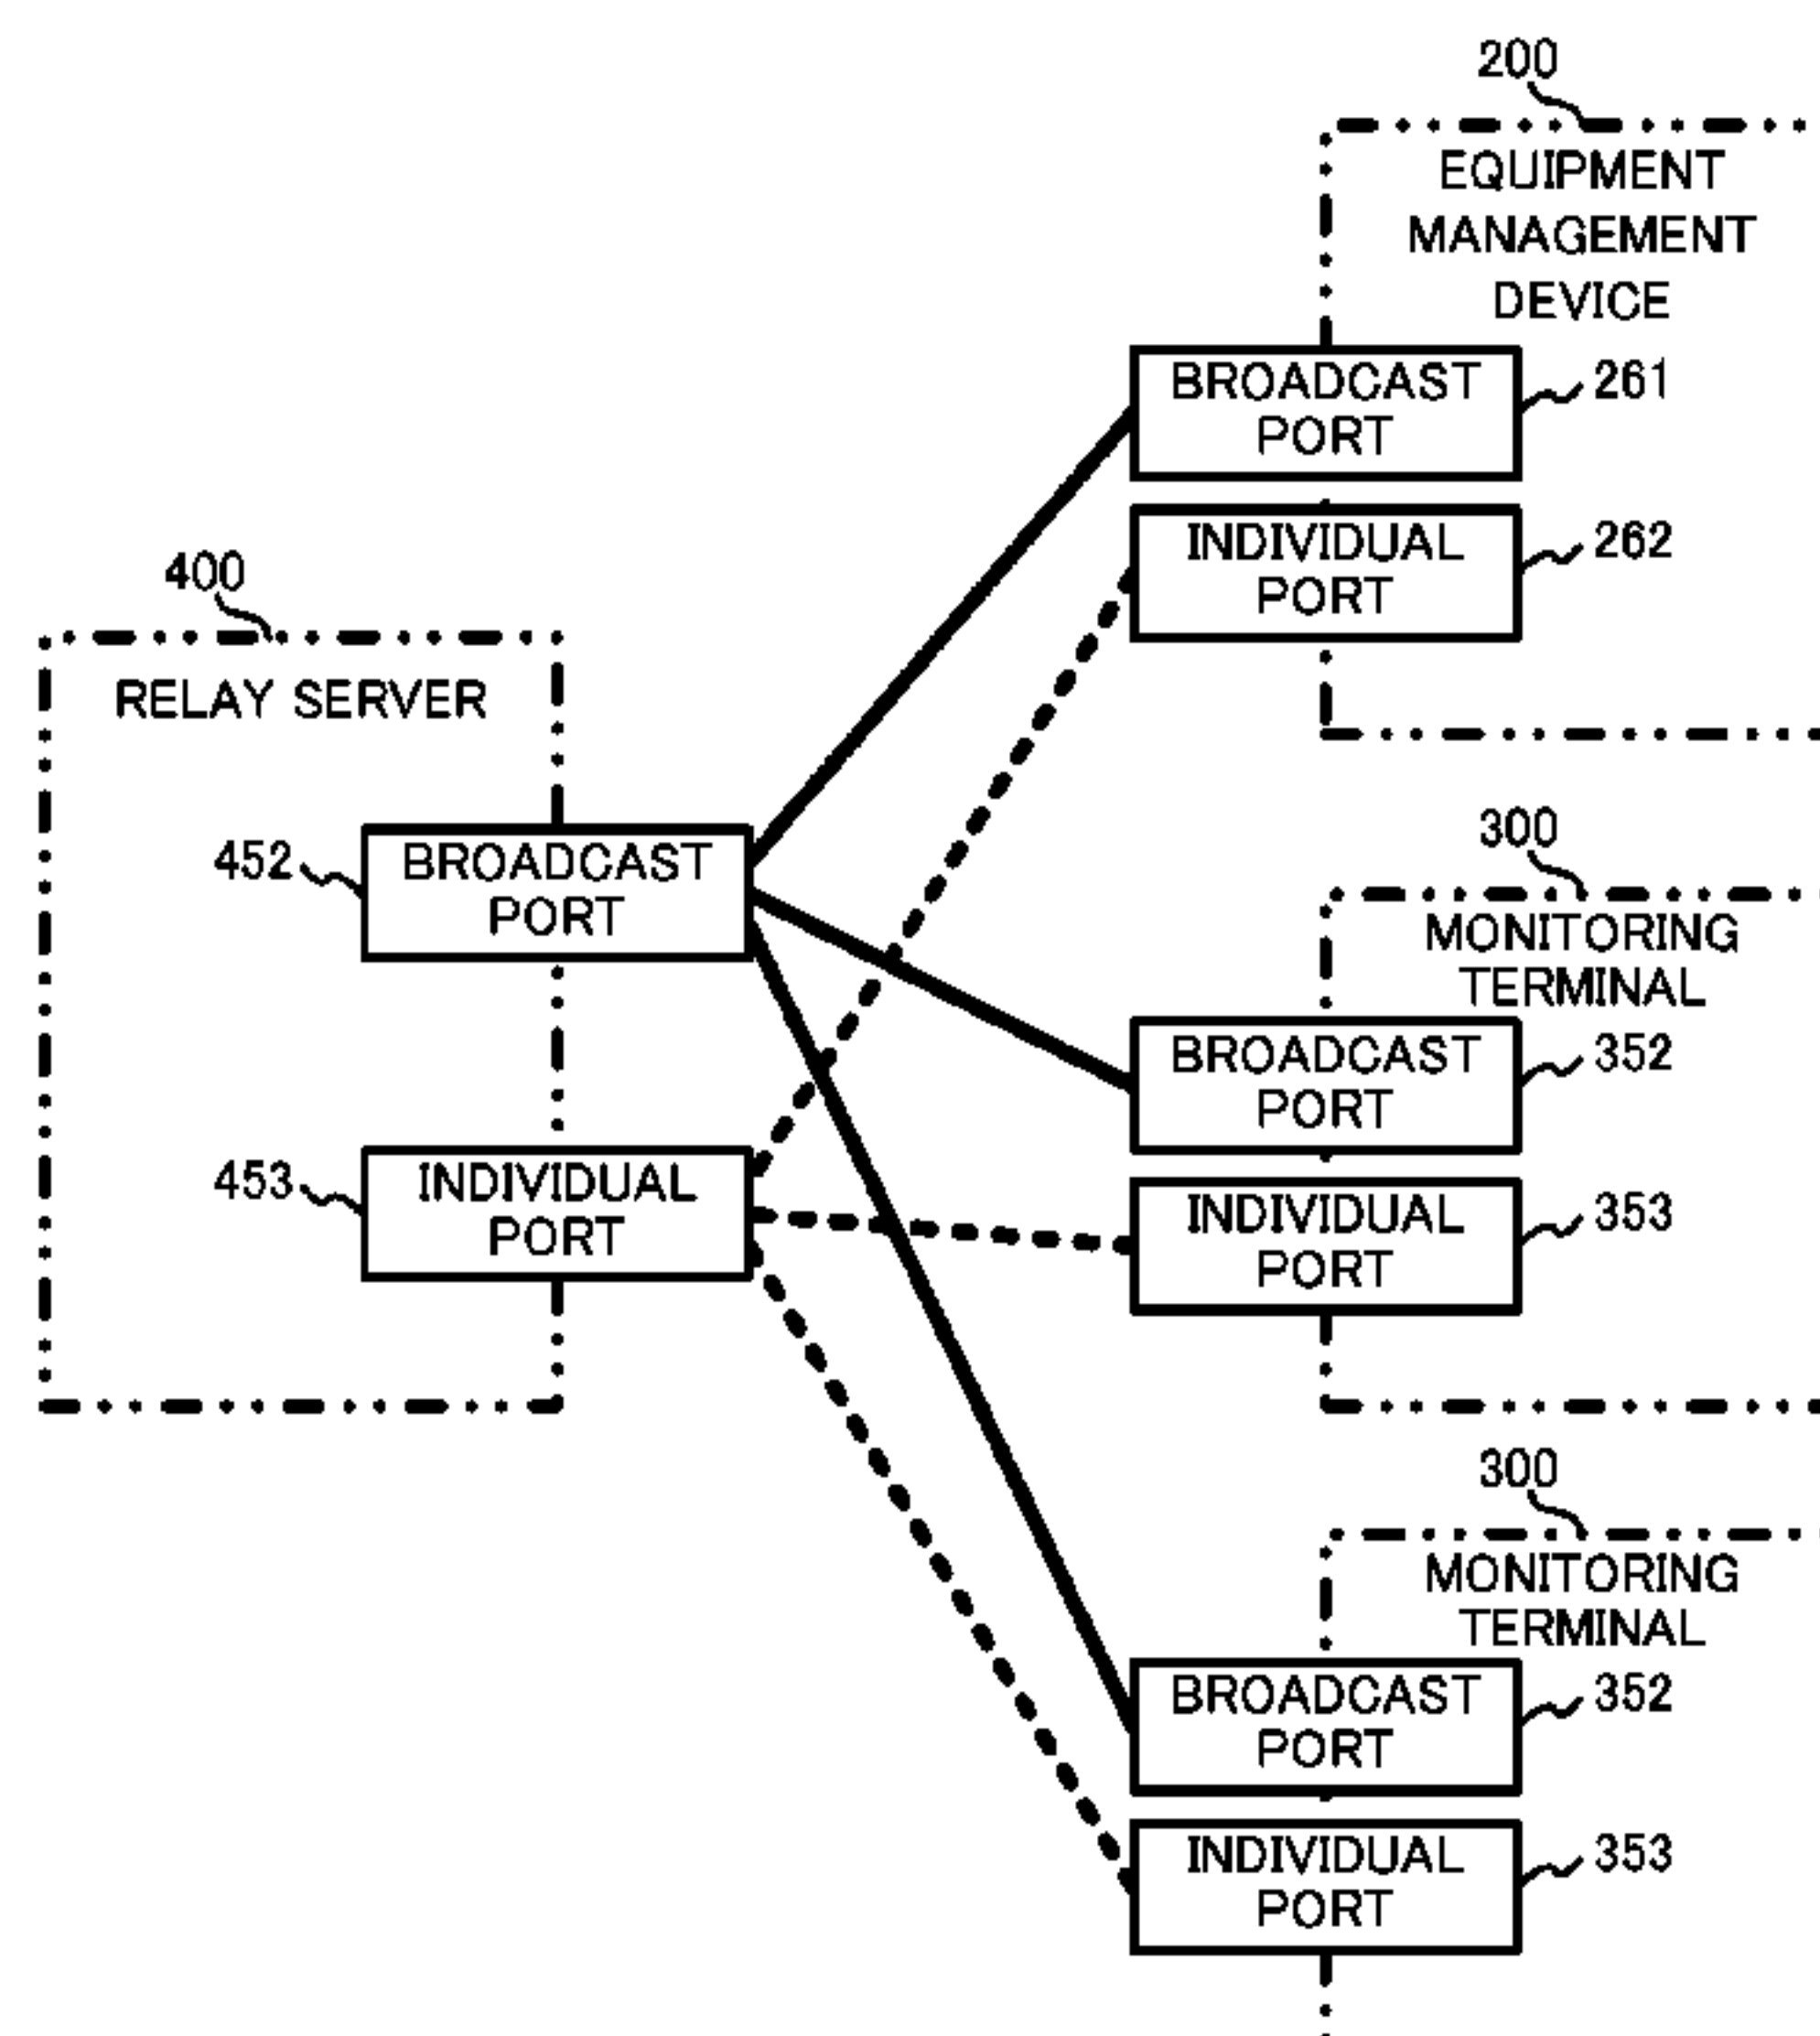 200
EQUIPMENT
MANAGEMENT
DEVICE
BROADCAST
PORT
261
INDIVIDUAL
PORT
262
400
RELAY SERVER
452
BROADCAST
PORT
453
INDIVIDUAL
PORT
300
MONITORING
TERMINAL
BROADCAST
PORT
352
INDIVIDUAL
PORT
353
300
MONITORING
TERMINAL
BROADCAST
PORT
352
INDIVIDUAL
PORT
353